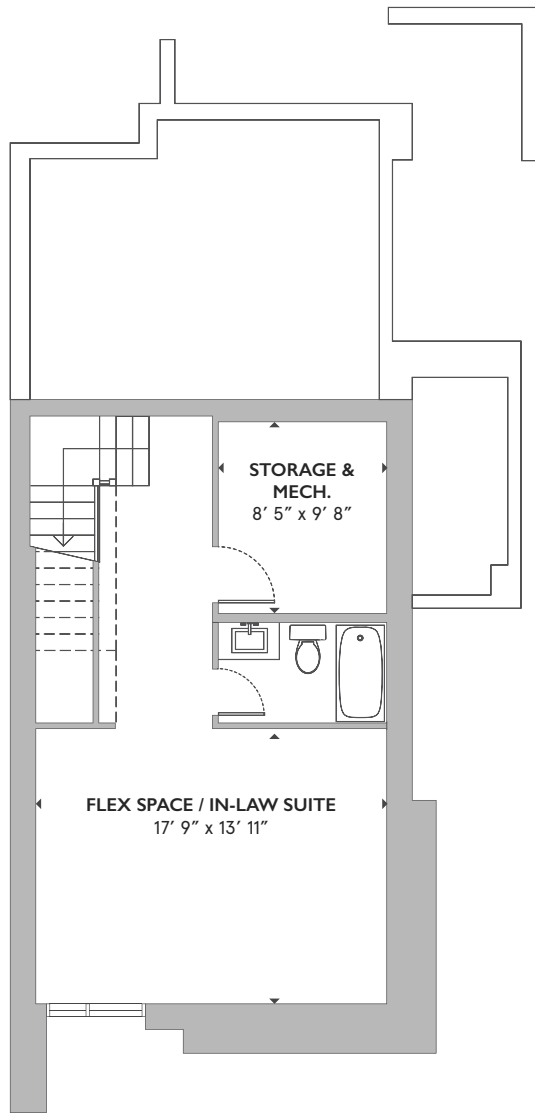 STORAGE &
MECH.
8′ 5″ x 9′ 8″
FLEX SPACE / IN-LAW SUITE
17′ 9″ x 13′ 11″